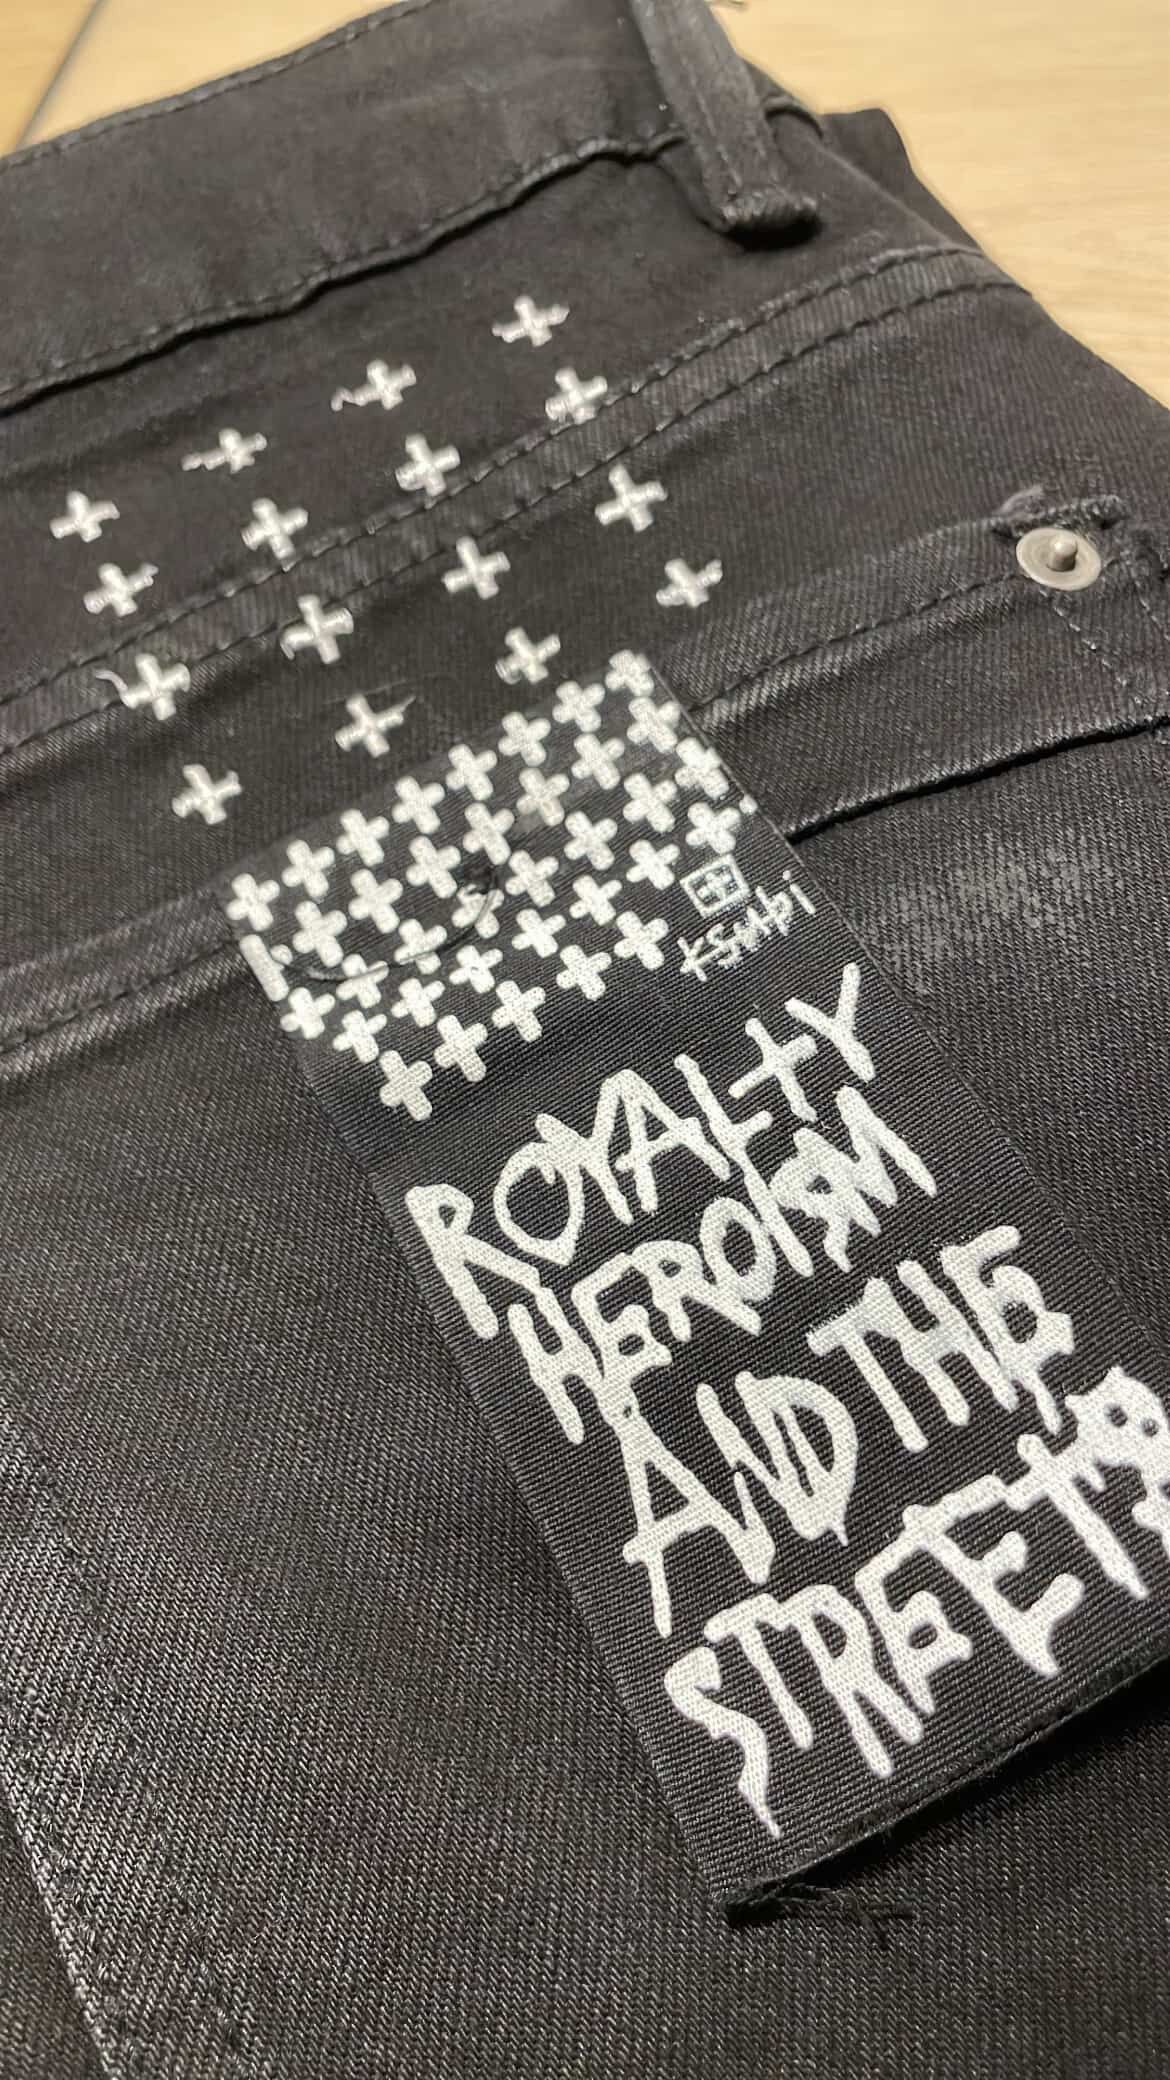 ksubi
ROYALTY
HEROISM
AND THE
STREETS